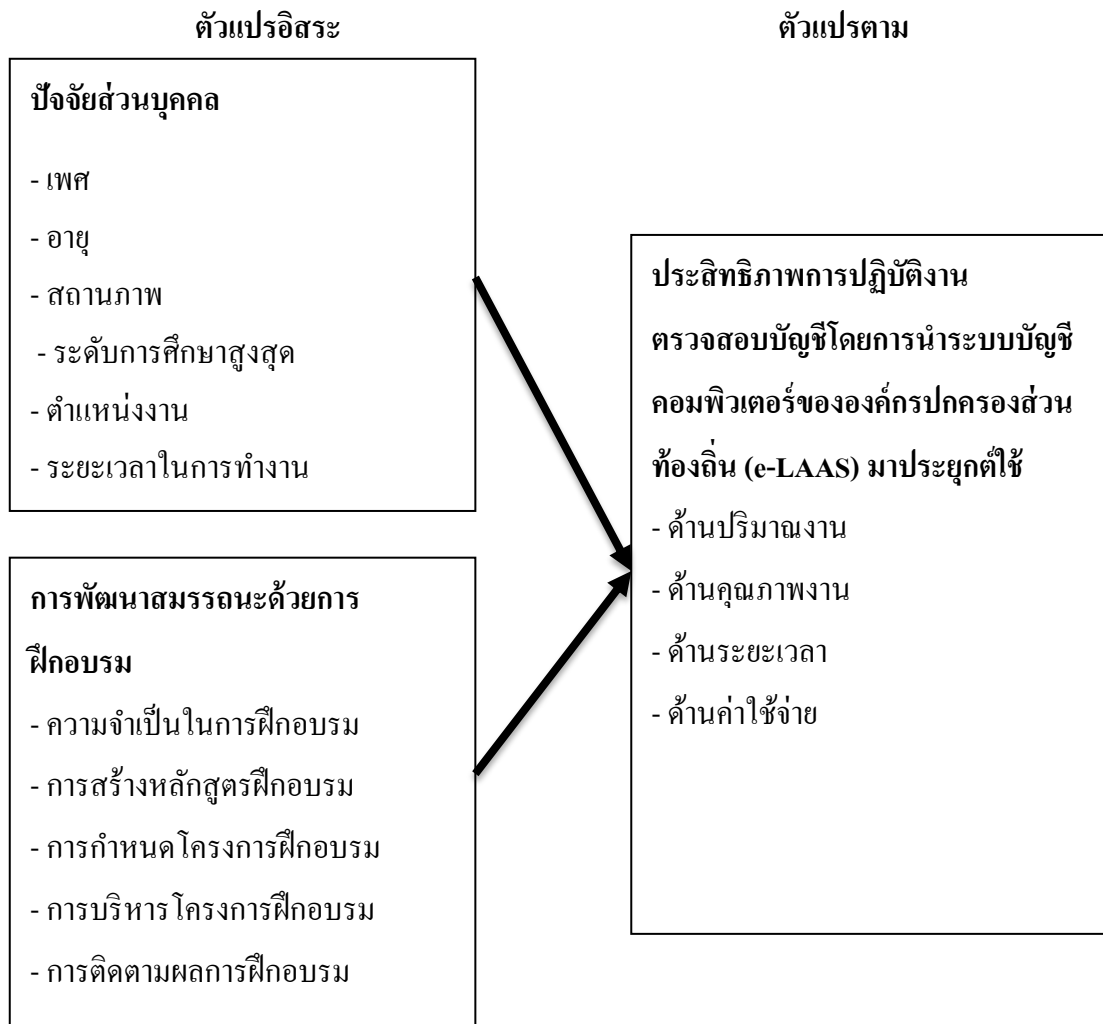 ตัวแปรอิสระ
ตัวแปรตาม
ปัจจัยส่วนบุคคล
- เพศ
- อายุ
- สถานภาพ
- ระดับการศึกษาสูงสุด
- ตำแหน่งงาน
- ระยะเวลาในการทำงาน
การพัฒนาสมรรถนะด้วยการ
ฝึกอบรม
- ความจำเป็นในการฝึกอบรม
- การสร้างหลักสูตรฝึกอบรม
- การกำหนดโครงการฝึกอบรม
- การบริหารโครงการฝึกอบรม
- การติดตามผลการฝึกอบรม
ประสิทธิภาพการปฏิบัติงาน
ตรวจสอบบัญชีโดยการนำระบบบัญชี
คอมพิวเตอร์ขององค์กรปกครองส่วน
ท้องถิ่น (e-LAAS) มาประยุกต์ใช้
- ด้านปริมาณงาน
- ด้านคุณภาพงาน
- ด้านระยะเวลา
- ด้านค่าใช้จ่าย